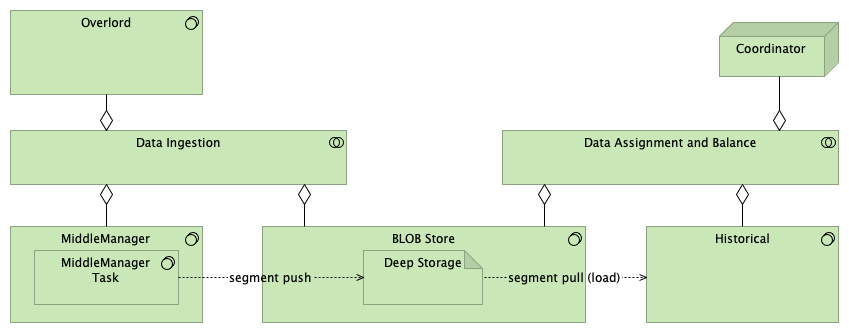 Overlord
Coordinator
Data Ingestion
Data Assignment and Balance
MiddleManager
BLOB Store
Historical
MiddleManager
Task
segment push
Deep Storage
segment pull (load)